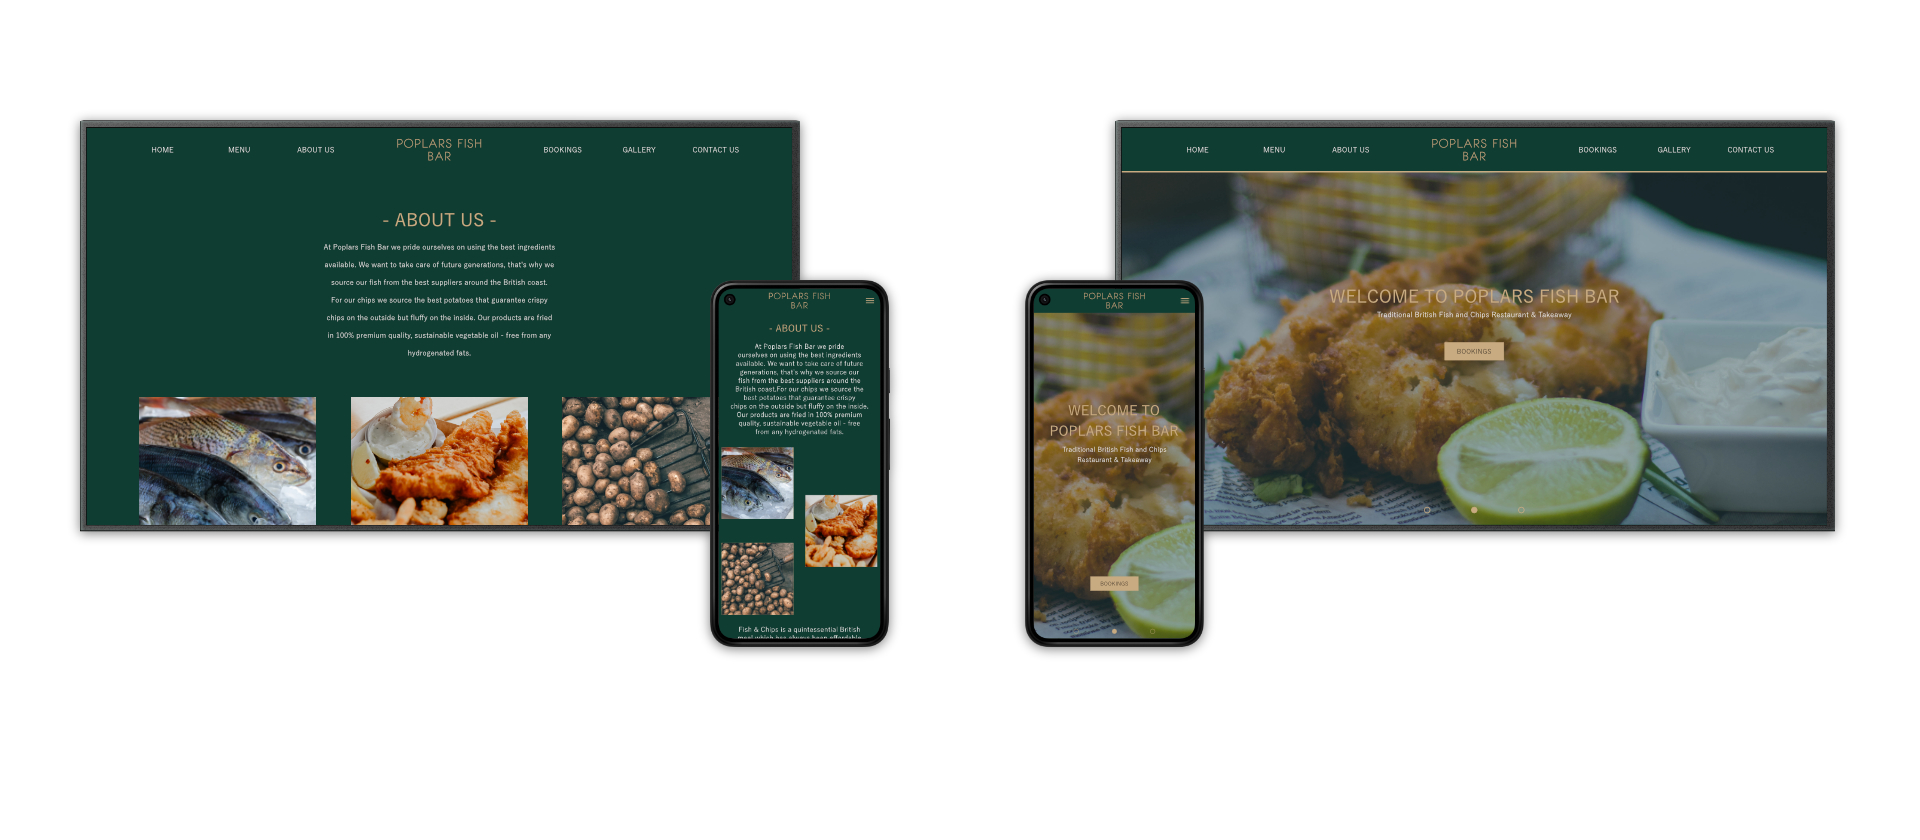 HOME MENU ABOUT US POPLARS FISH BOOKINGS GALLERY CONTACT US
BAR
- ABOUT US -
At Poplars Fish Bar we pride ourselves on using the best ingredients
available. We want to take care of future generations, that's why we
source our fish from the best suppliers around the British coast.
For our chips we source the best potatoes that guarantee crispy
chips on the outside but fluffy on the inside. Our products are fried
in 100% premium quality, sustainable vegetable oil - free from any
hydrogenated fats.
POPLARS FISH
BAR
- ABOUT US -
At Poplars Fish Bar we pride
ourselves on using the best ingredients
available. We want to take care of future
generations, that's why we source our
fish from the best suppliers around the
British coast.For our chips we source the
best potatoes that guarantee crispy
chips on the outside but fluffy on the inside.
Our products are fried in 100% premium
quality, sustainable vegetable oil - free
from any hydrogenated fats.
Fish & Chips is a quintessential British
meal which has always been affordable
POPLARS FISH
BAR
WELCOME TO
POPLARS FISH BAR
Traditional British Fish and Chips
Restaurant & Takeaway
BOOKINGS
HOME MENU ABOUT US POPLARS FISH BOOKINGS GALLERY CONTACT US
BAR
WELCOME TO POPLARS FISH BAR
Traditional British Fish and Chips Restaurant & Takeaway
BOOKINGS